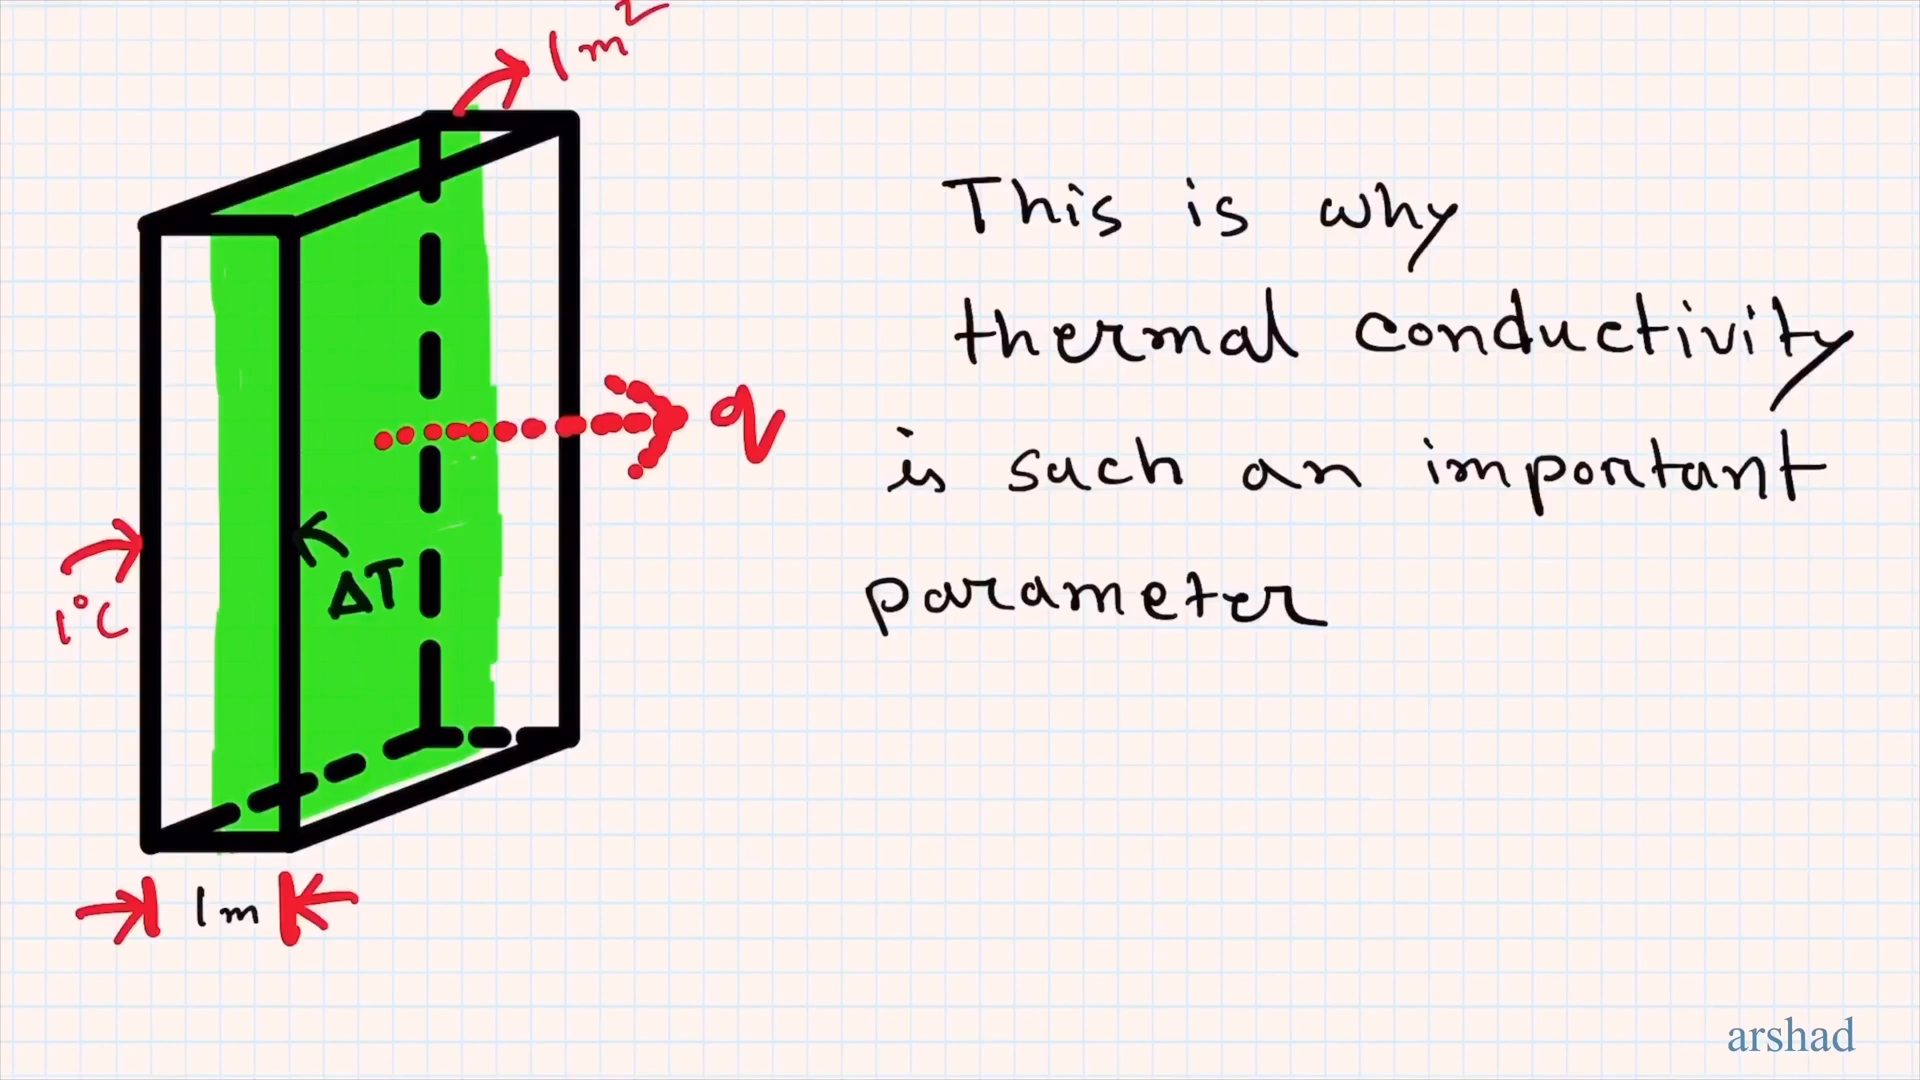 1m²
This is why
thermal conductivity
is such an important
parameter
q
ΔT
1°C
1m
arshad